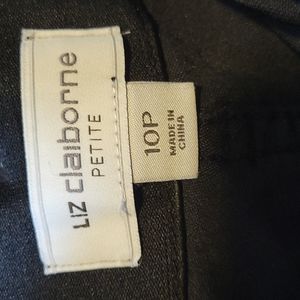 LIZ claiborne
PETITE
10P
MADE IN
CHINA